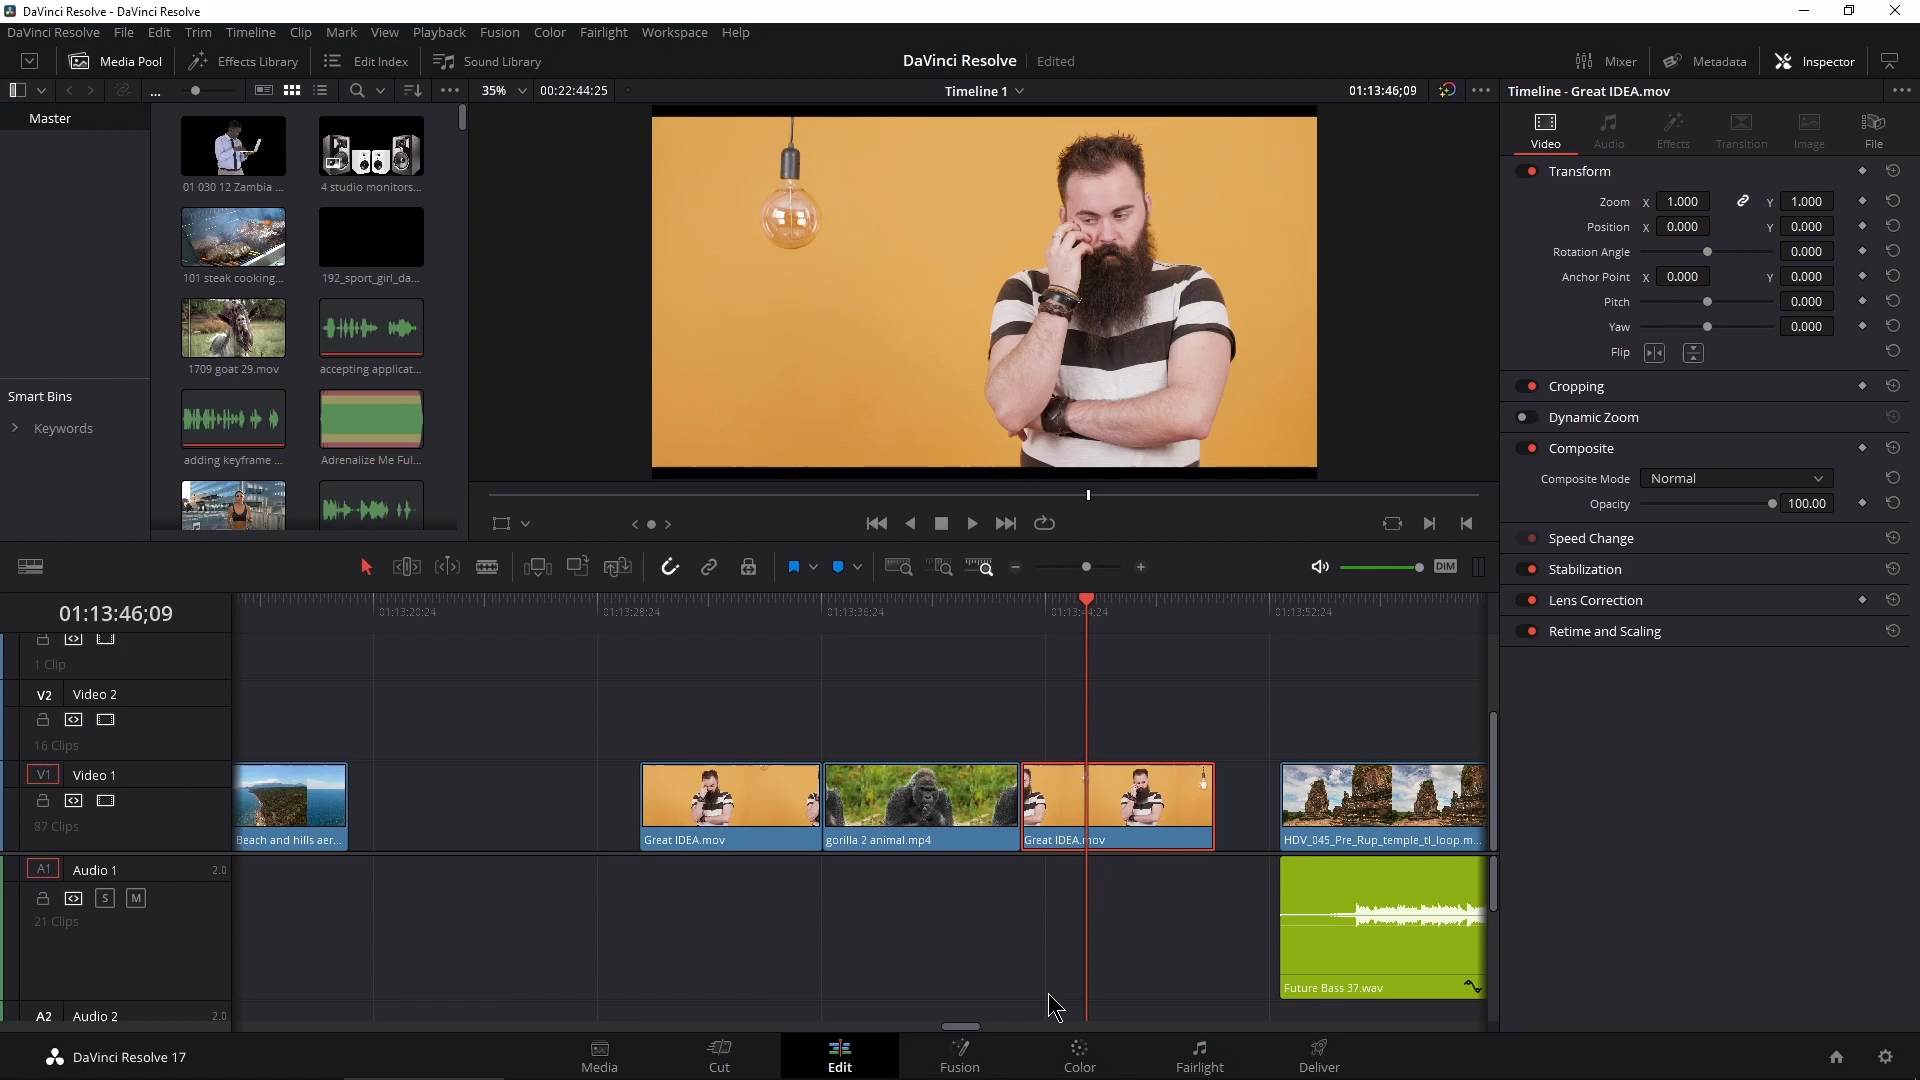 DaVinci Resolve - DaVinci Resolve
DaVinci Resolve File Edit Trim Timeline Clip Mark View Playback Fusion Color Fairlight Workspace Help
Media Pool Effects Library Edit Index Sound Library DaVinci Resolve Edited Mixer Metadata Inspector
... 35% 00:22:44:25 Timeline 1 01:13:46;09 Timeline - Great IDEA.mov
Master
01 030 12 Zambia ... 4 studio monitors...
101 steak cooking... 192_sport_girl_da...
1709 goat 29.mov accepting applicat...
Smart Bins
Keywords
adding keyframe ... Adrenalize Me Ful...
Video Audio Effects Transition Image File
Transform
Zoom X 1.000 Y 1.000
Position X 0.000 Y 0.000
Rotation Angle 0.000
Anchor Point X 0.000 Y 0.000
Pitch 0.000
Yaw 0.000
Flip
Cropping
Dynamic Zoom
Composite
Composite Mode Normal
Opacity 100.00
Speed Change
Stabilization
Lens Correction
Retime and Scaling
DIM
01:13:46;09
01:13:20:24 01:13:28:24 01:13:36:24 01:13:44:24 01:13:52:24
1 Clip
V2 Video 2
16 Clips
V1 Video 1
87 Clips
Beach and hills aer... Great IDEA.mov gorilla 2 animal.mp4 Great IDEA.mov HDV_045_Pre_Rup_temple_tl_loop.m...
A1 Audio 1 2.0
S M
21 Clips
Future Bass 37.wav
A2 Audio 2 2.0
DaVinci Resolve 17 Media Cut Edit Fusion Color Fairlight Deliver